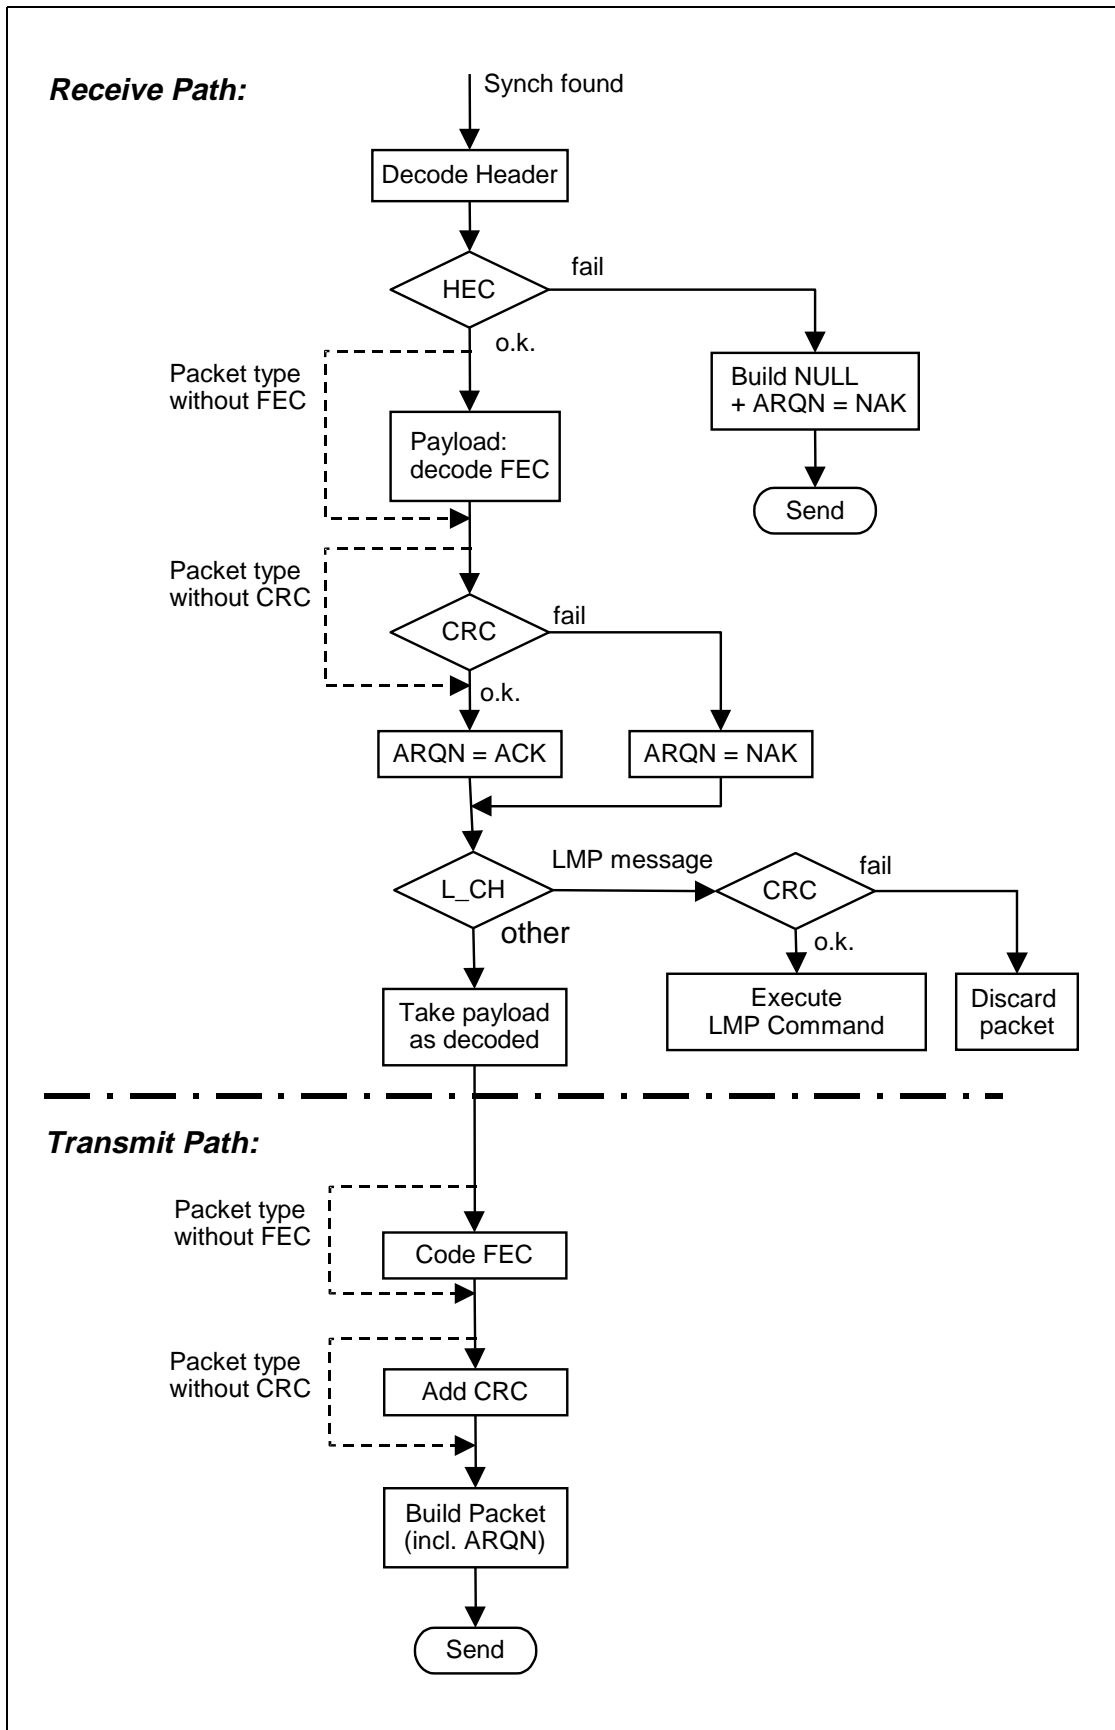 Receive Path:
Synch found
Decode Header
HEC
fail
o.k.
Packet type
without FEC
Build NULL
+ ARQN = NAK
Payload:
decode FEC
Send
Packet type
without CRC
CRC
fail
o.k.
ARQN = ACK
ARQN = NAK
L_CH
LMP message
CRC
fail
other
o.k.
Take payload
as decoded
Execute
LMP Command
Discard
packet
Transmit Path:
Packet type
without FEC
Code FEC
Packet type
without CRC
Add CRC
Build Packet
(incl. ARQN)
Send